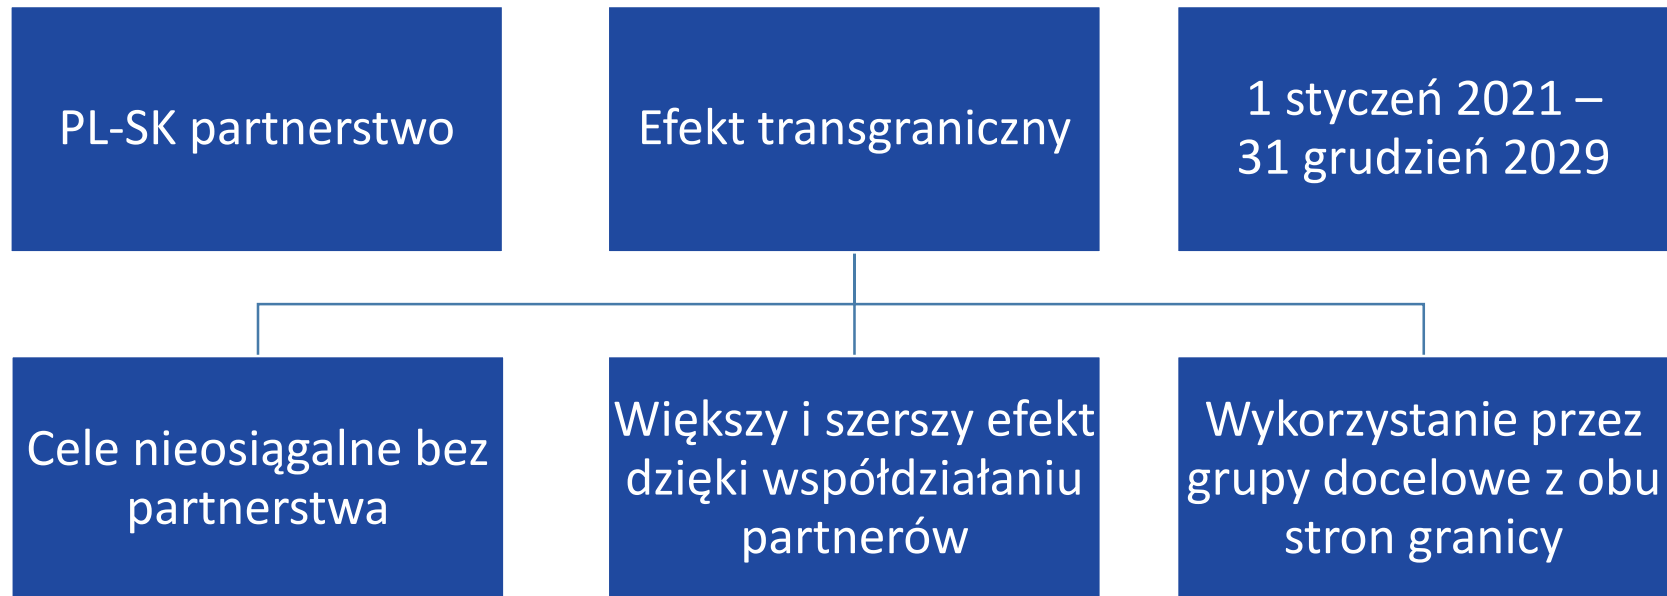 PL-SK partnerstwo
Efekt transgraniczny
1 styczeń 2021 –
31 grudzień 2029
Cele nieosiągalne bez
partnerstwa
Większy i szerszy efekt
dzięki współdziałaniu
partnerów
Wykorzystanie przez
grupy docelowe z obu
stron granicy